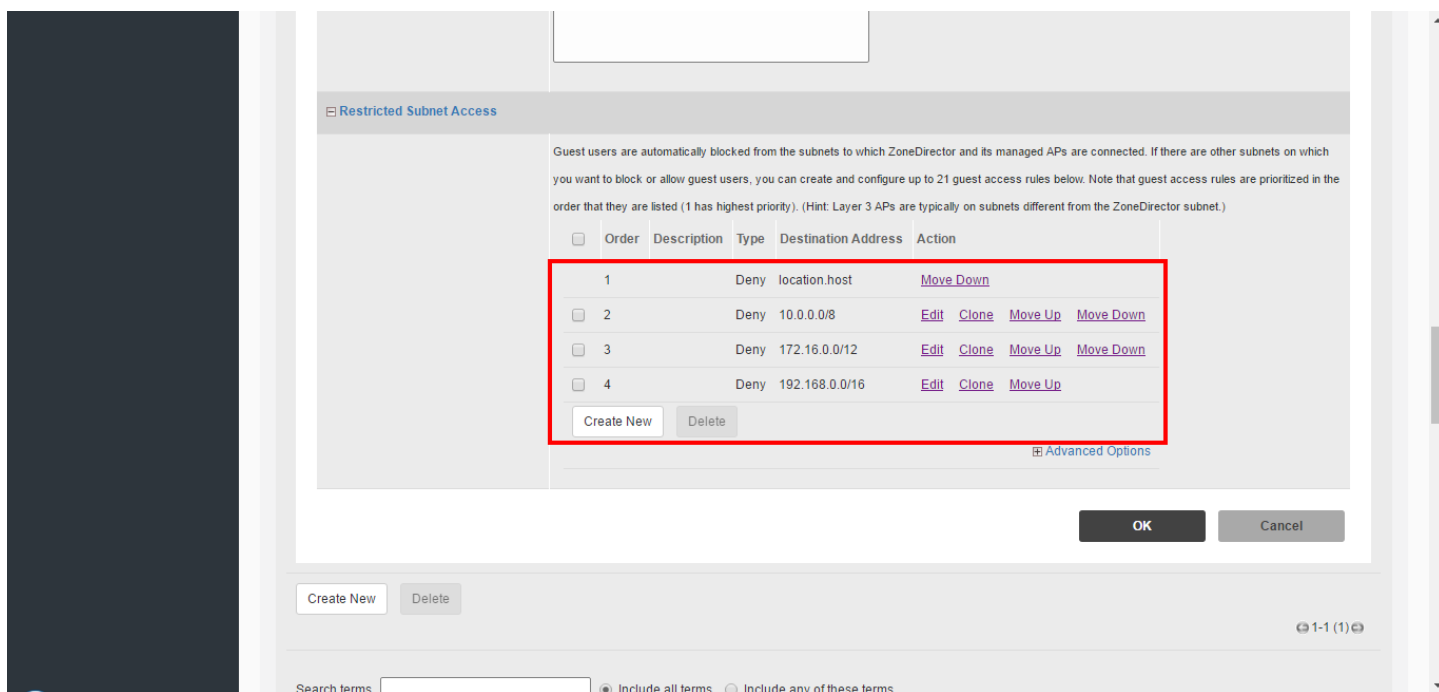 Restricted Subnet Access
Guest users are automatically blocked from the subnets to which ZoneDirector and its managed APs are connected. If there are other subnets on which
you want to block or allow guest users, you can create and configure up to 21 guest access rules below. Note that guest access rules are prioritized in the
order that they are listed (1 has highest priority). (Hint: Layer 3 APs are typically on subnets different from the ZoneDirector subnet.)
Order Description Type Destination Address Action
1 Deny location.host Move Down
2 Deny 10.0.0.0/8 Edit Clone Move Up Move Down
3 Deny 172.16.0.0/12 Edit Clone Move Up Move Down
4 Deny 192.168.0.0/16 Edit Clone Move Up
Create New Delete
Advanced Options
OK Cancel
Create New Delete
1-1 (1)
Search terms Include all terms Include any of these terms